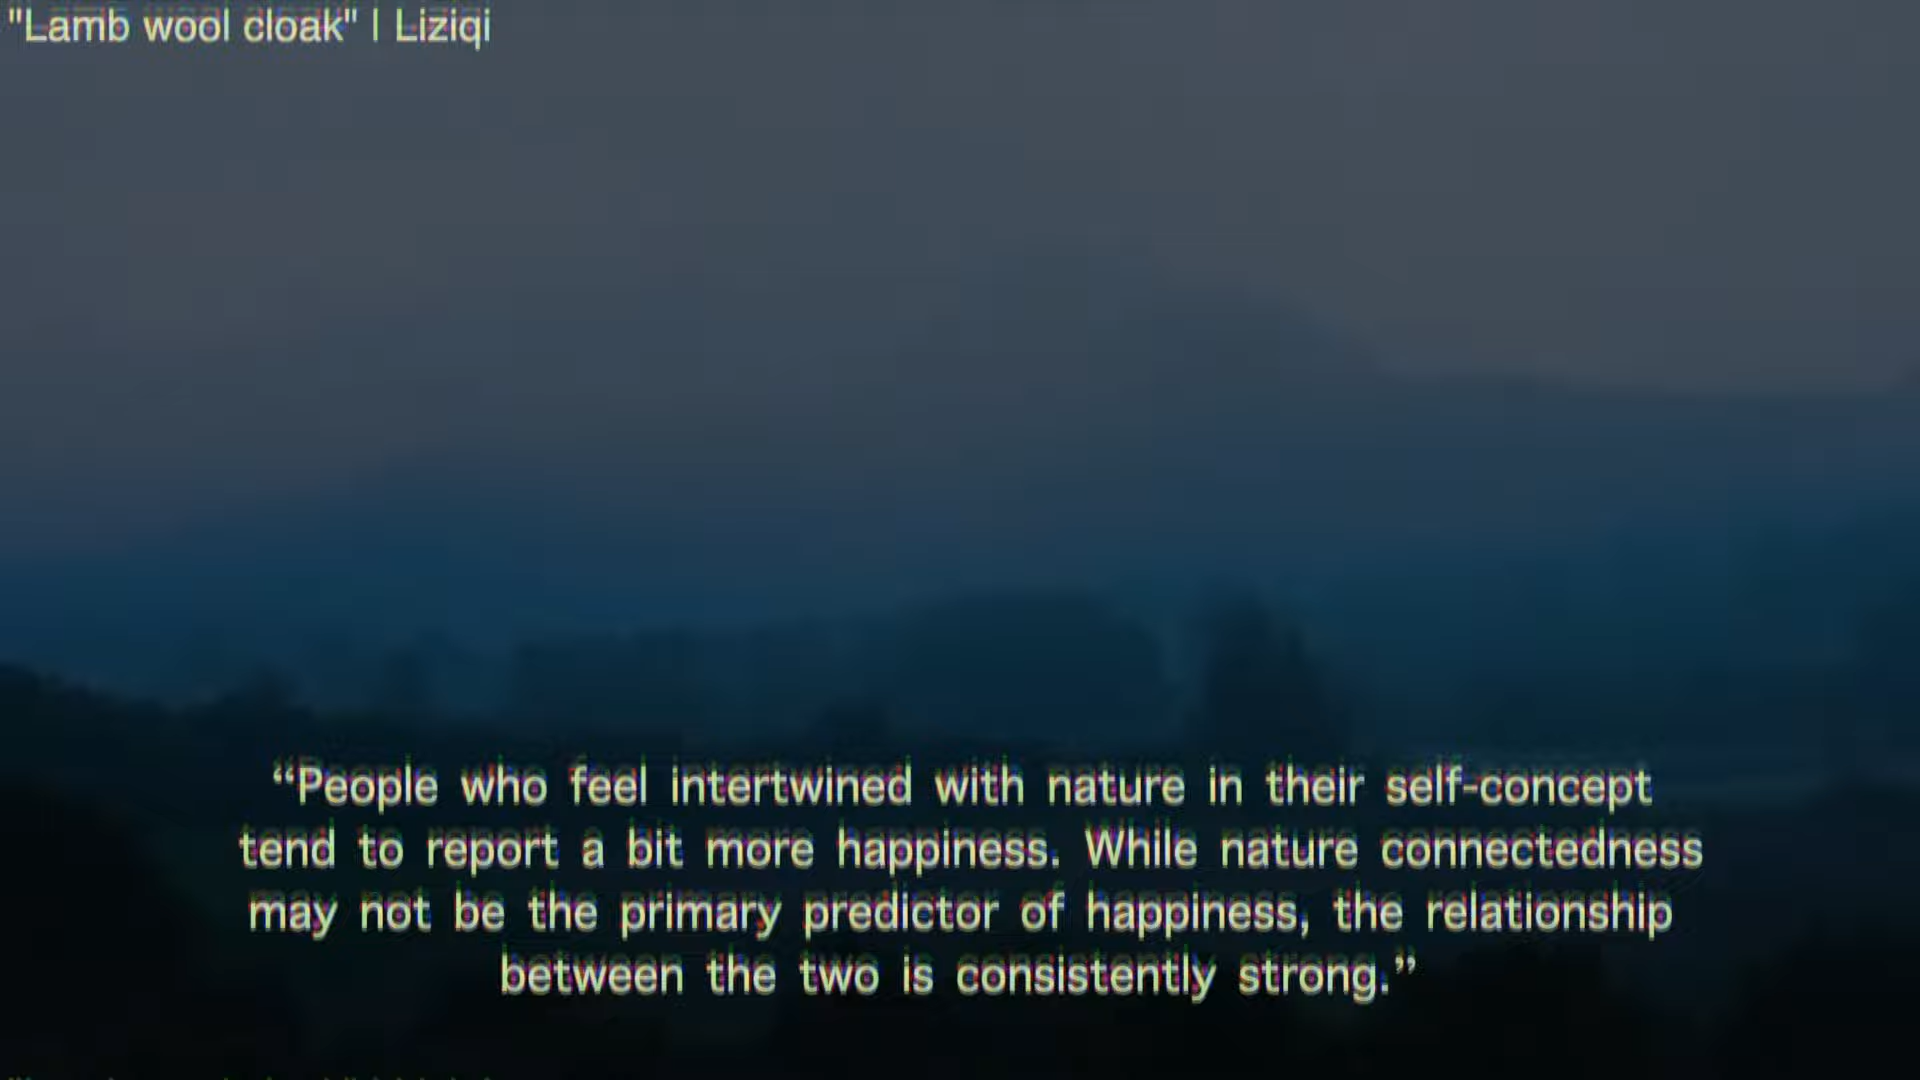 "Lamb wool cloak" | Liziqi
“People who feel intertwined with nature in their self-concept
tend to report a bit more happiness. While nature connectedness
may not be the primary predictor of happiness, the relationship
between the two is consistently strong.”